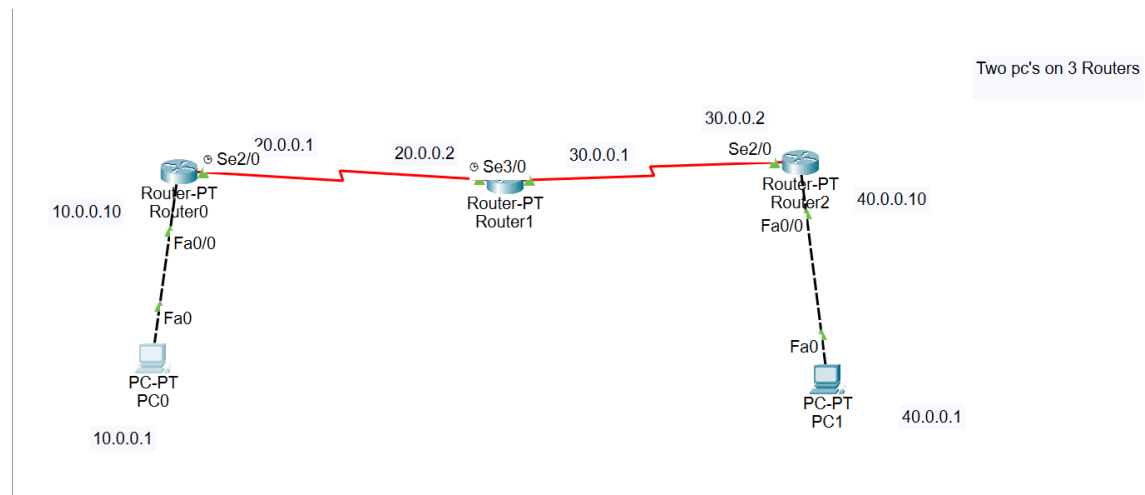 Two pc's on 3 Routers
30.0.0.2
20.0.0.1
20.0.0.2
30.0.0.1
Se2/0
Se3/0
Se2/0
Router-PT
Router0
Router-PT
Router1
Router-PT
Router2
10.0.0.10
40.0.0.10
Fa0/0
Fa0/0
Fa0
Fa0
PC-PT
PC0
PC-PT
PC1
10.0.0.1
40.0.0.1